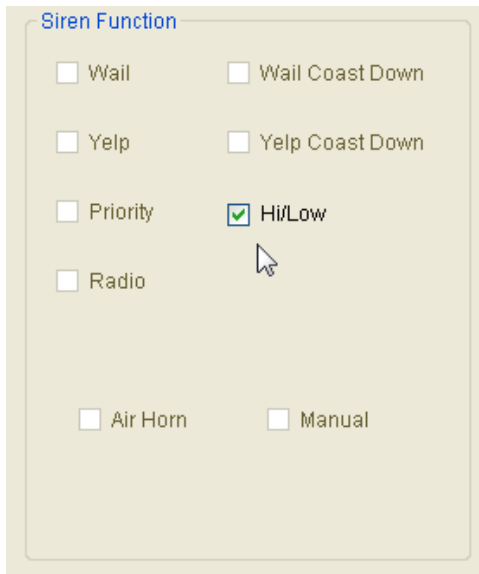 Siren Function
Wail Wail Coast Down
Yelp Yelp Coast Down
Priority Hi/Low
Radio
Air Horn Manual